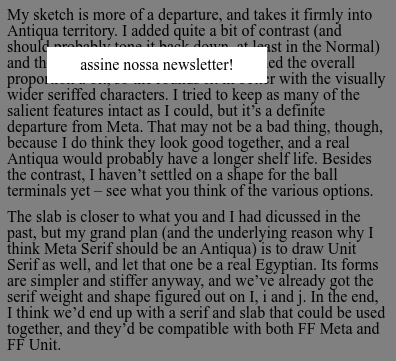 My sketch is more of a departure, and takes it firmly into
Antiqua territory. I added quite a bit of contrast (and
should probably tone it back down, at least in the Normal)
and th
assine nossa newsletter!
ed the overall
with the visually
wider seriffed characters. I tried to keep as many of the
salient features intact as I could, but it’s a definite
departure from Meta. That may not be a bad thing, though,
because I do think they look good together, and a real
Antiqua would probably have a longer shelf life. Besides
the contrast, I haven’t settled on a shape for the ball
terminals yet – see what you think of the various options.
The slab is closer to what you and I had dicussed in the
past, but my grand plan (and the underlying reason why I
think Meta Serif should be an Antiqua) is to draw Unit
Serif as well, and let that one be a real Egyptian. Its forms
are simpler and stiffer anyway, and we’ve already got the
serif weight and shape figured out on I, i and j. In the end,
I think we’d end up with a serif and slab that could be used
together, and they’d be compatible with both FF Meta and
FF Unit.